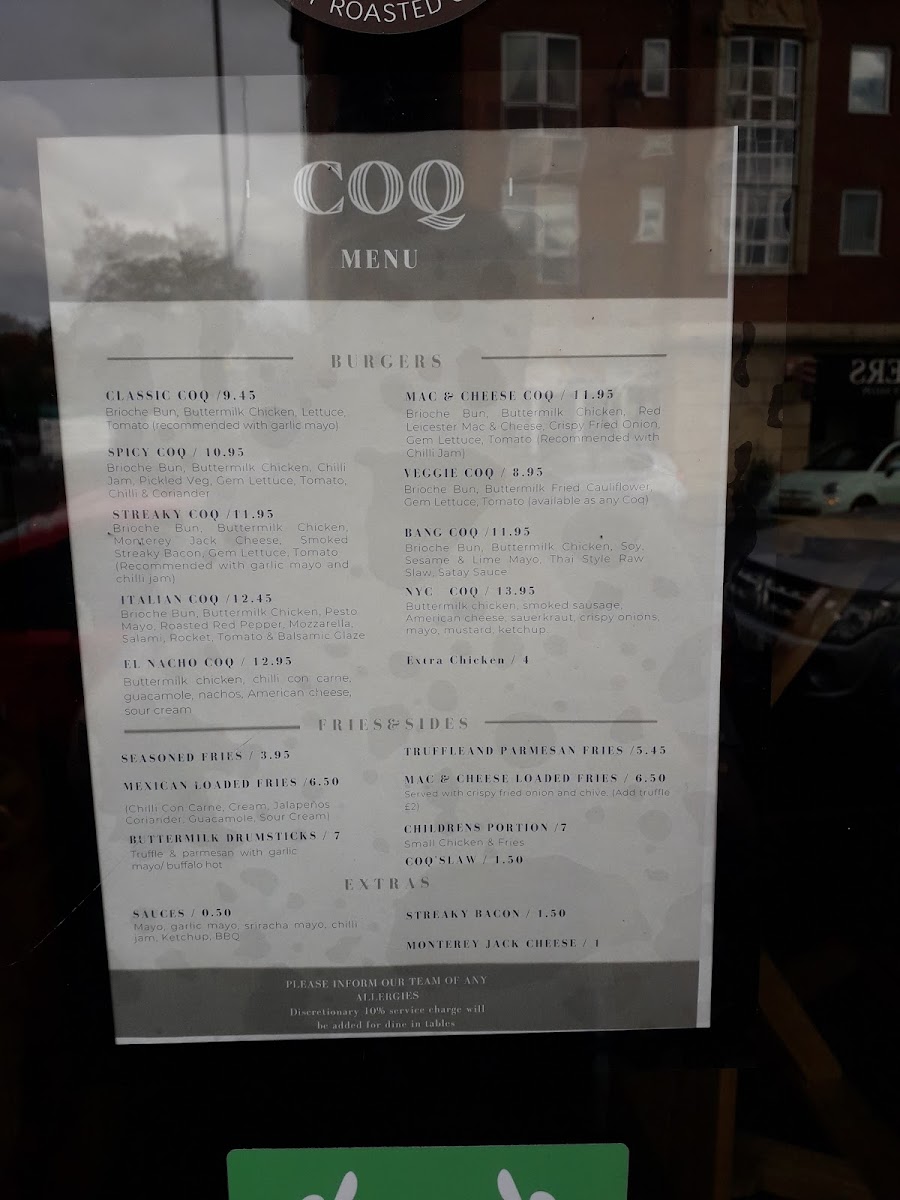 ROASTED
COQ
MENU
BURGERS
CLASSIC COQ /9.45
Brioche Bun, Buttermilk Chicken, Lettuce,
Tomato (recommended with garlic mayo)
SPICY COQ / 10.95
Brioche Bun, Buttermilk Chicken, Chilli
Jam, Pickled Veg, Gem Lettuce, Tomato,
Chilli & Coriander
STREAKY COQ /11.95
Brioche Bun, Buttermilk Chicken,
Monterey Jack Cheese, Smoked
Streaky Bacon, Gem Lettuce, Tomato
(Recommended with garlic mayo and
chilli jam)
ITALIAN COQ /12.45
Brioche Bun, Buttermilk Chicken, Pesto
Mayo, Roasted Red Pepper, Mozzarella,
Salami, Rocket, Tomato & Balsamic Glaze
EL NACHO COQ / 12.95
Buttermilk chicken, chilli con carne,
guacamole, nachos, American cheese,
sour cream
MAC & CHEESE COQ / 11.95
Brioche Bun, Buttermilk Chicken, Red
Leicester Mac & Cheese, Crispy Fried Onion,
Gem Lettuce, Tomato (Recommended with
Chilli Jam)
VEGGIE COQ / 8.95
Brioche Bun, Buttermilk Fried Cauliflower,
Gem Lettuce, Tomato (available as any Coq)
BANG COQ /11.95
Brioche Bun, Buttermilk Chicken, Soy,
Sesame & Lime Mayo, Thai Style Raw
Slaw, Satay Sauce
NYC COQ / 13.95
Buttermilk chicken, smoked sausage,
American cheese, sauerkraut, crispy onions,
mayo, mustard, ketchup.
Extra Chicken / 4
FRIES&SIDES
SEASONED FRIES / 3.95
MEXICAN LOADED FRIES /6.50
(Chilli Con Carne, Cream, Jalapeños
Coriander, Guacamole, Sour Cream)
BUTTERMILK DRUMSTICKS / 7
Truffle & parmesan with garlic
mayo/ buffalo hot
TRUFFLEAND PARMESAN FRIES /5.45
MAC & CHEESE LOADED FRIES / 6.50
Served with crispy fried onion and chive. (Add truffle
£2)
CHILDRENS PORTION /7
Small Chicken & Fries
COQ'SLAW / 1.50
EXTRAS
SAUCES / 0.50
Mayo, garlic mayo, sriracha mayo, chilli
jam, Ketchup, BBQ
STREAKY BACON / 1.50
MONTEREY JACK CHEESE / 1
PLEASE INFORM OUR TEAM OF ANY
ALLERGIES
Discretionary 10% service charge will
be added for dine in tables